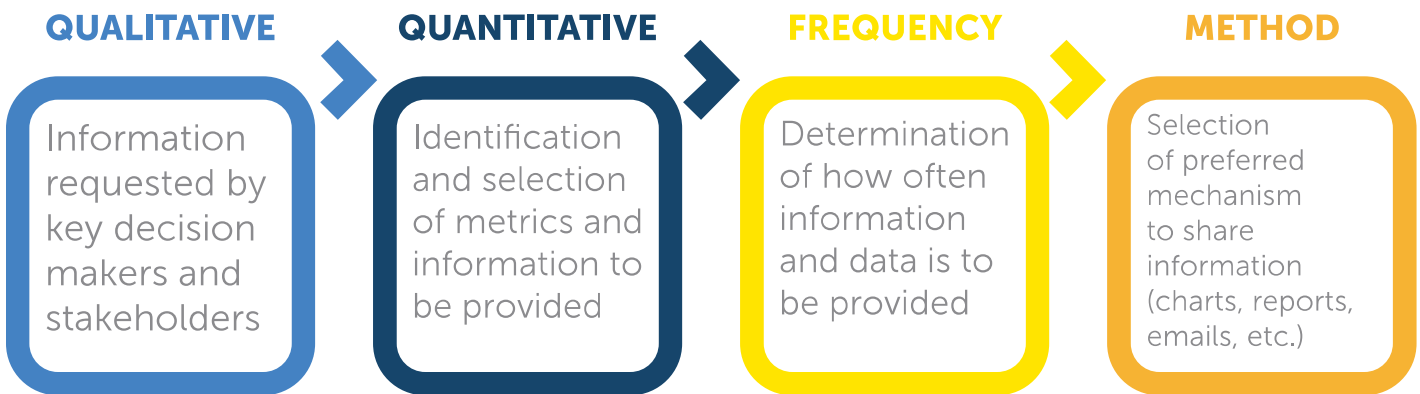 QUALITATIVE
Information
requested by
key decision
makers and
stakeholders
QUANTITATIVE
Identification
and selection
of metrics and
information to
be provided
FREQUENCY
Determination
of how often
information
and data is to
be provided
METHOD
Selection
of preferred
mechanism
to share
information
(charts, reports,
emails, etc.)